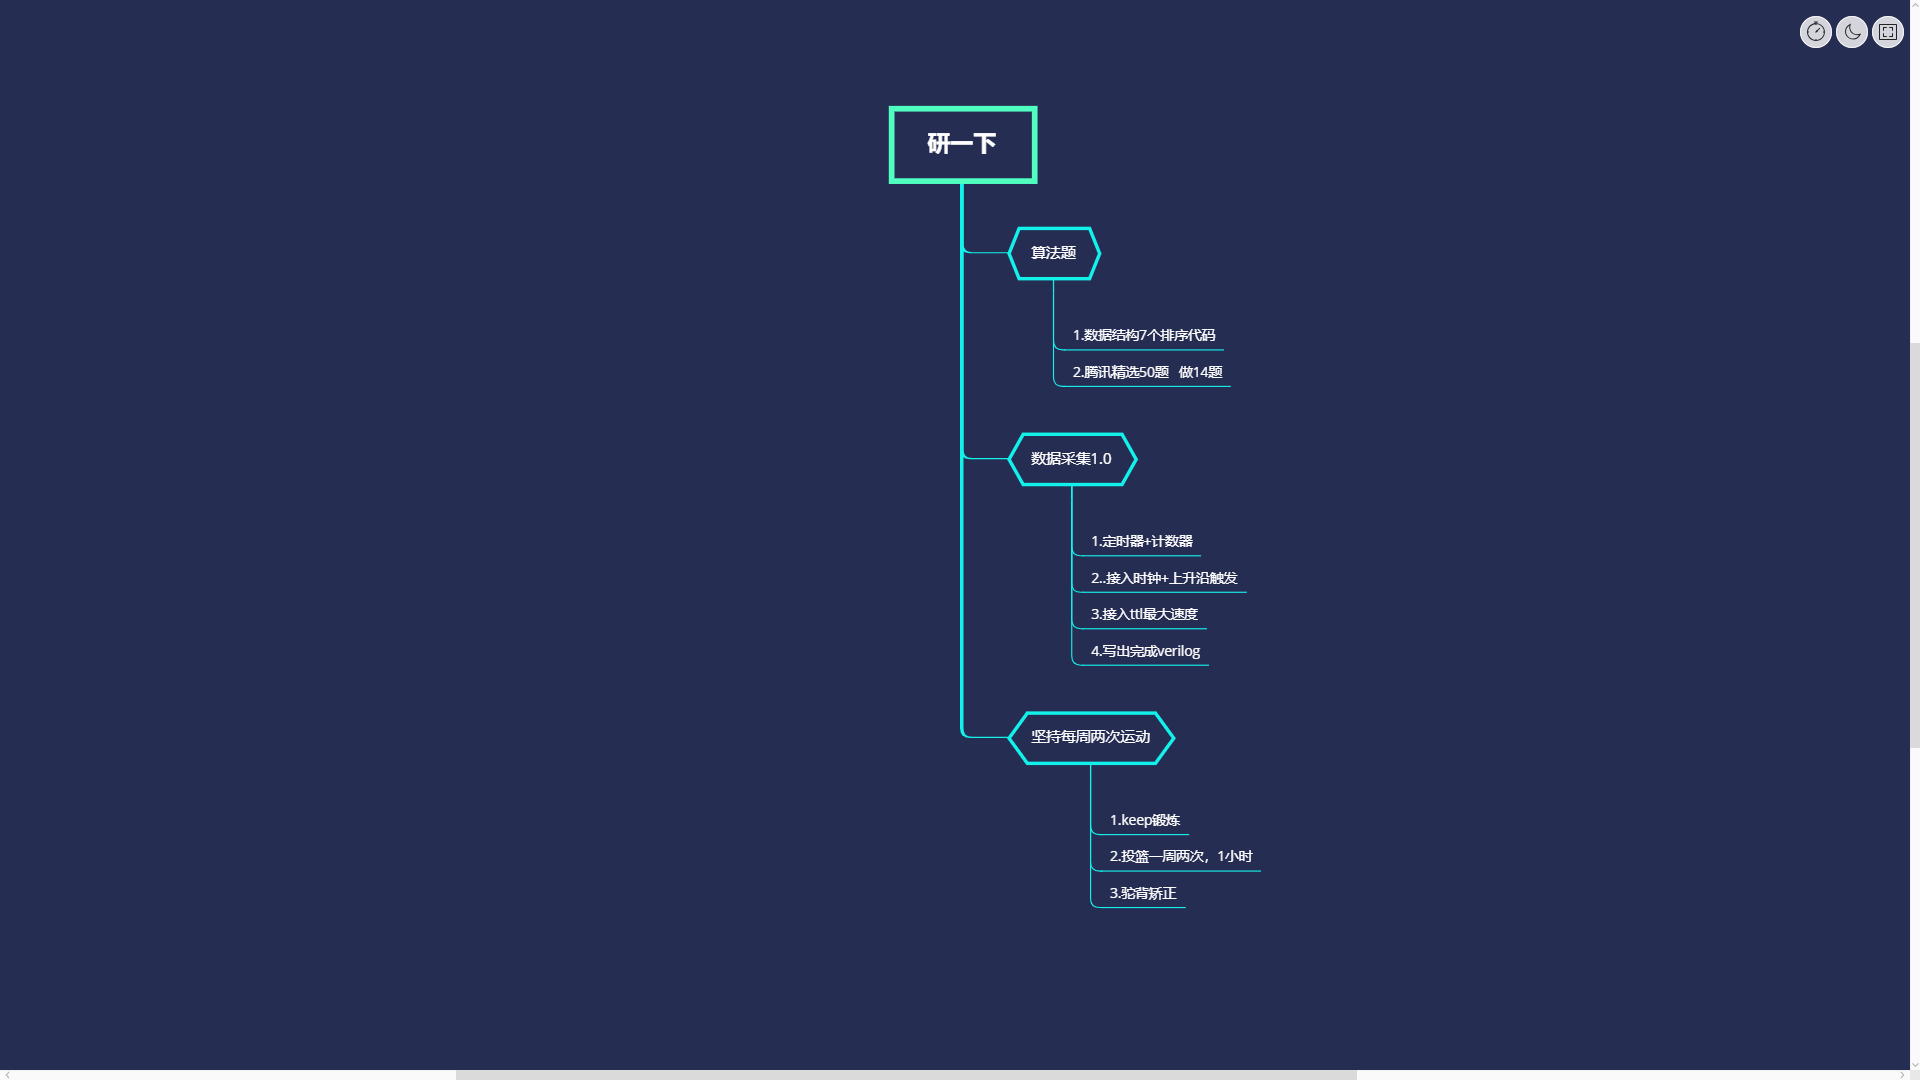 研一下
算法题
1.数据结构7个排序代码
2.腾讯精选50题 做14题
数据采集1.0
1.定时器+计数器
2..接入时钟+上升沿触发
3.接入ttl最大速度
4.写出完成verilog
坚持每周两次运动
1.keep锻炼
2.投篮一周两次，1小时
3.驼背矫正